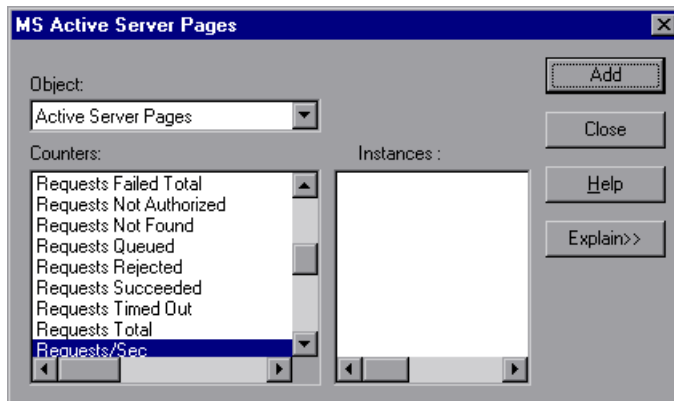 MS Active Server Pages
Object:
Active Server Pages
Counters:
Requests Failed Total
Requests Not Authorized
Requests Not Found
Requests Queued
Requests Rejected
Requests Succeeded
Requests Timed Out
Requests Total
Requests/Sec
Instances :
Add
Close
Help
Explain>>